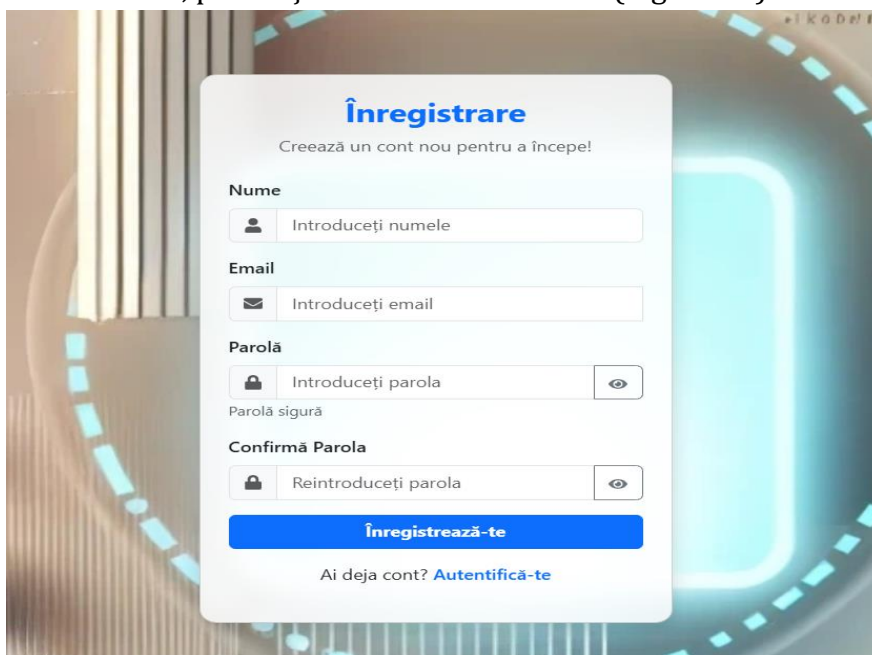 Înregistrare
Creează un cont nou pentru a începe!
Nume
Introduceți numele
Email
Introduceți email
Parolă
Introduceți parola
Parolă sigură
Confirmă Parola
Reintroduceți parola
Înregistrează-te
Ai deja cont? Autentifică-te